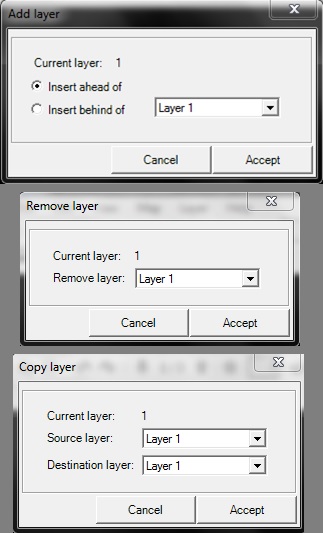 Add layer
Current layer: 1
Insert ahead of
Insert behind of Layer 1
Cancel Accept
Remove layer
Current layer: 1
Remove layer: Layer 1
Cancel Accept
Copy layer
Current layer: 1
Source layer: Layer 1
Destination layer: Layer 1
Cancel Accept